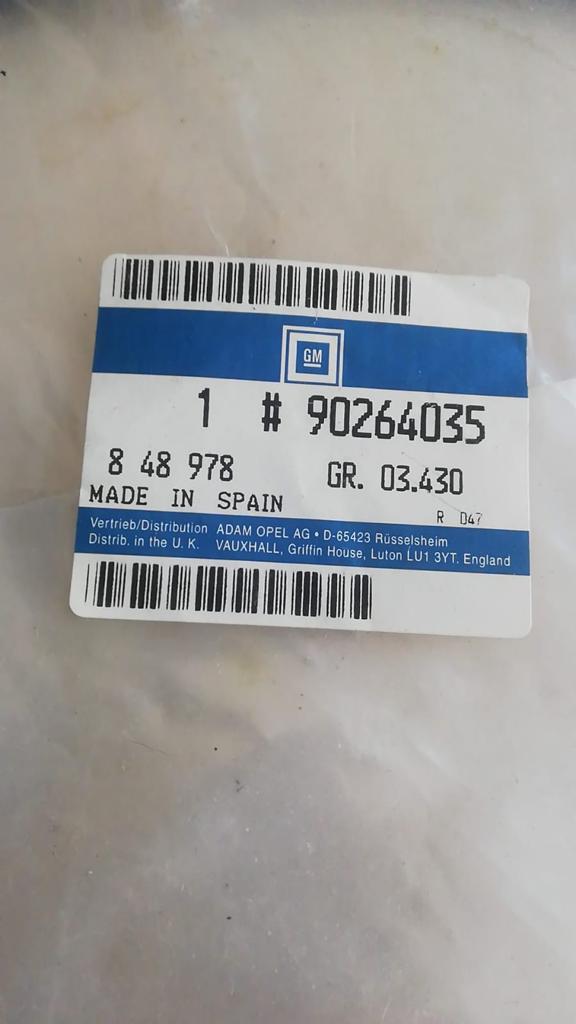 GM
1 # 90264035
8 48 978 GR. 03.430
MADE IN SPAIN
R D47
Vertrieb/Distribution ADAM OPEL AG • D-65423 Rüsselsheim
Distrib. in the U. K. VAUXHALL, Griffin House, Luton LU1 3YT. England